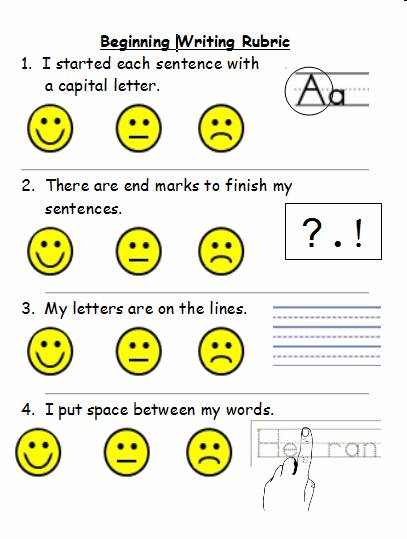 Beginning Writing Rubric
1. I started each sentence with
a capital letter.
Aa
2. There are end marks to finish my
sentences.
? . !
3. My letters are on the lines.
4. I put space between my words.
He ran